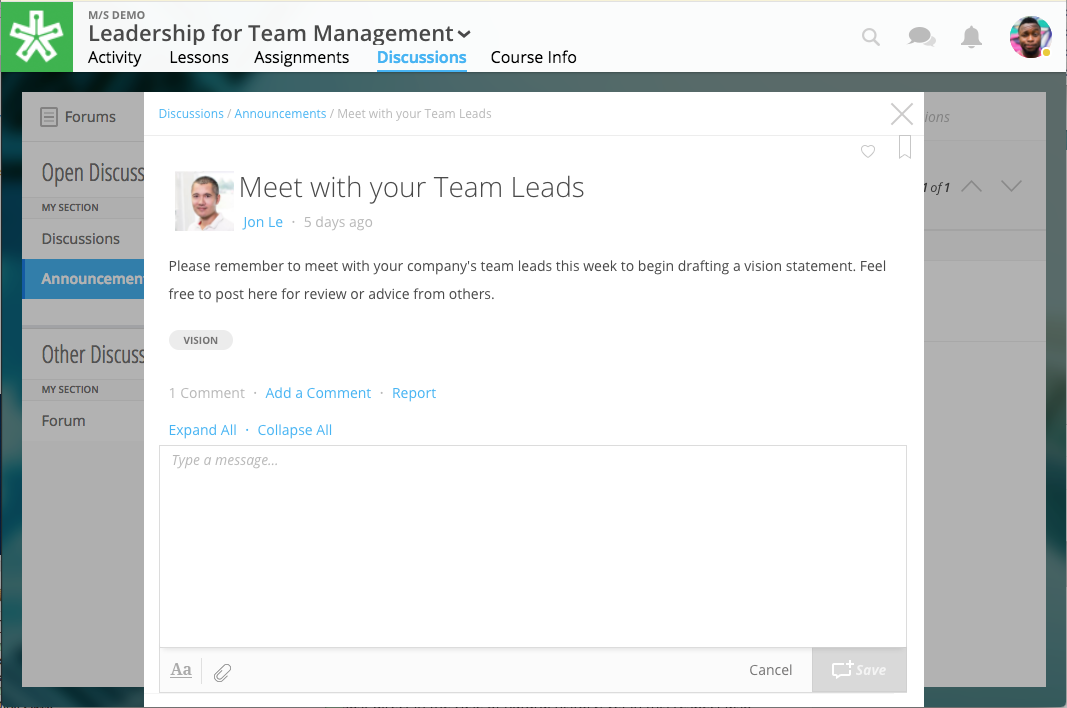 M/S DEMO
Leadership for Team Management
Activity Lessons Assignments Discussions Course Info
Forums
Discussions / Announcements / Meet with your Team Leads
Open Discuss
MY SECTION
Discussions
Announcement
Other Discuss
MY SECTION
Forum
1 of 1
Meet with your Team Leads
Jon Le · 5 days ago
Please remember to meet with your company's team leads this week to begin drafting a vision statement. Feel
free to post here for review or advice from others.
VISION
1 Comment · Add a Comment · Report
Expand All · Collapse All
Type a message...
Aa
Cancel
Save